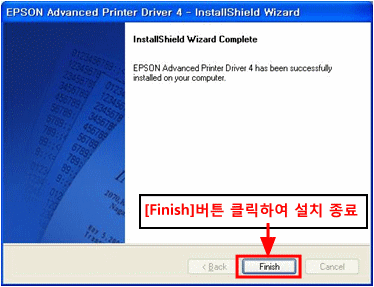 EPSON Advanced Printer Driver 4 - InstallShield Wizard
InstallShield Wizard Complete
EPSON Advanced Printer Driver 4 has been successfully
installed on your computer.
[Finish]버튼 클릭하여 설치 종료
< Back
Finish
Cancel